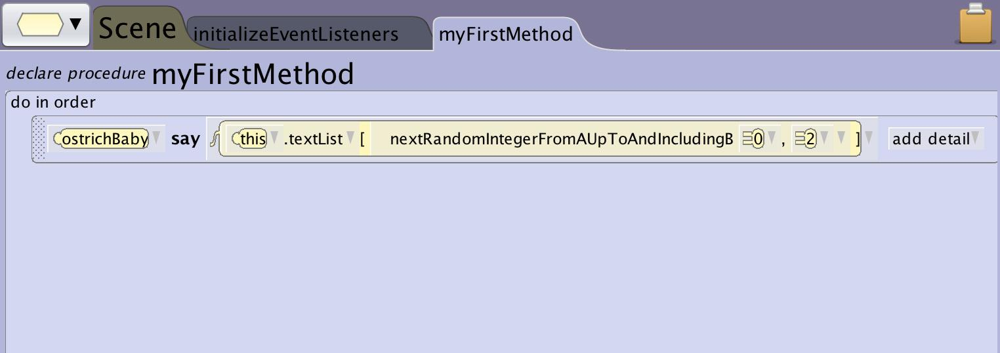 Scene initializeEventListeners myFirstMethod
declare procedure myFirstMethod
do in order
ostrichBaby say this .textList [ nextRandomIntegerFromAUpToAndIncludingB 0 , 2 ] add detail